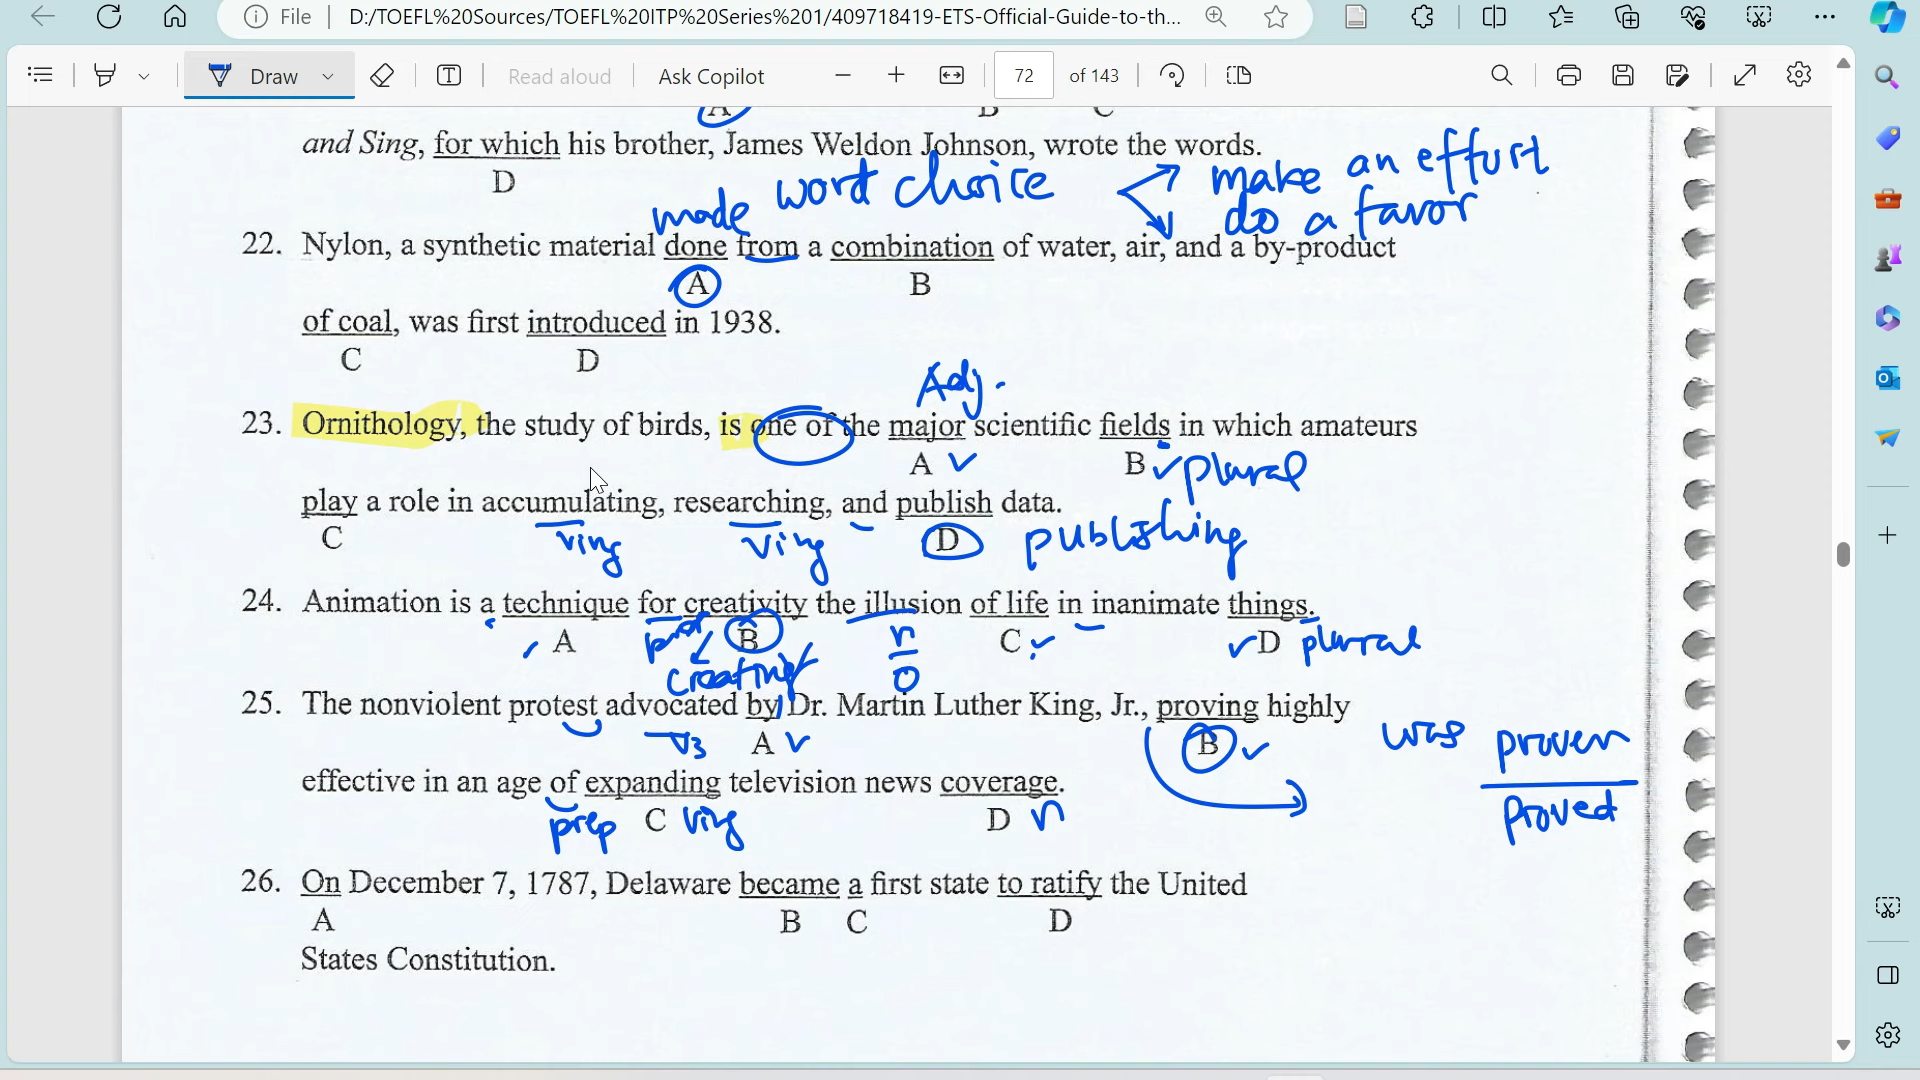 File
D:/TOEFL%20Sources/TOEFL%20ITP%20Series%201/409718419-ETS-Official-Guide-to-th...
Draw
Read aloud
Ask Copilot
72 of 143
A B C
and Sing, for which his brother, James Weldon Johnson, wrote the words.
D
word choice
make an effort
do a favor
made
22. Nylon, a synthetic material done from a combination of water, air, and a by-product
A B
of coal, was first introduced in 1938.
C D
Adj.
23. Ornithology, the study of birds, is one of the major scientific fields in which amateurs
A B plural
play a role in accumulating, researching, and publish data.
C ving ving D publishing
24. Animation is a technique for creativity the illusion of life in inanimate things.
A B n C D plural
creating o
25. The nonviolent protest advocated by Dr. Martin Luther King, Jr., proving highly
V3 A B was proven
effective in an age of expanding television news coverage.
proved
prep C ving D n
26. On December 7, 1787, Delaware became a first state to ratify the United
A B C D
States Constitution.